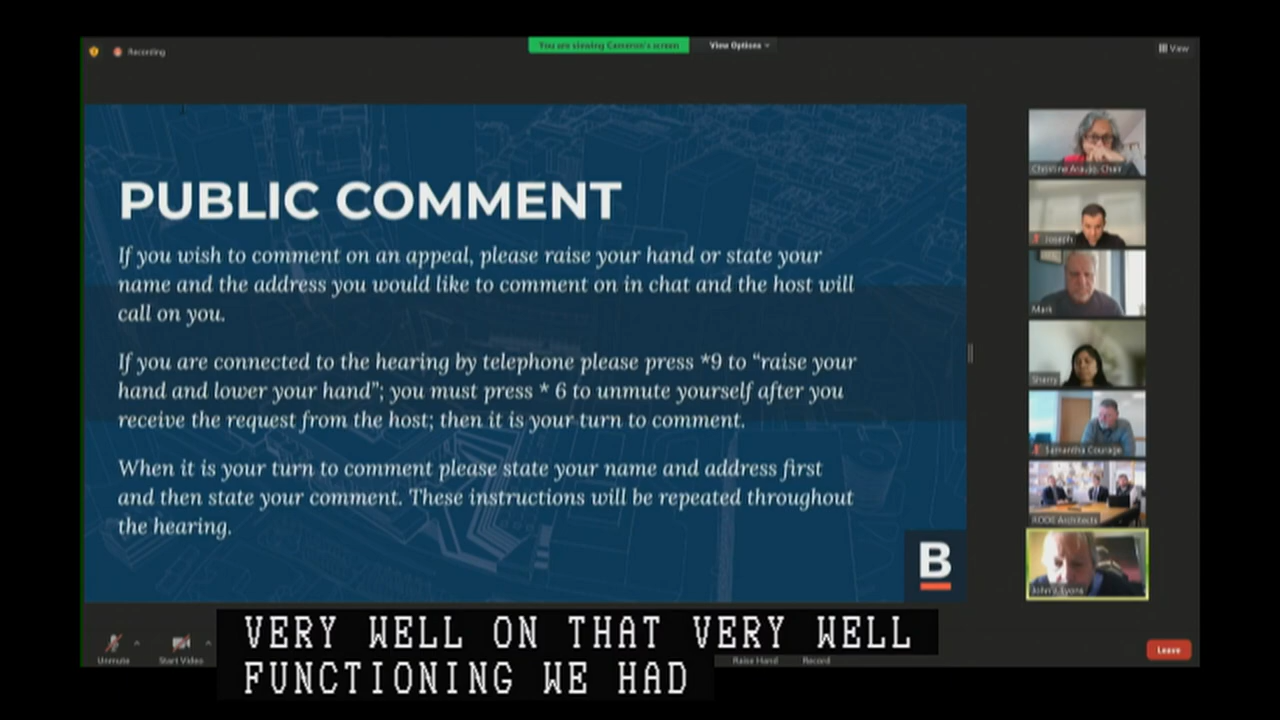 Recording
You are viewing Cameron's screen
View Options
View
PUBLIC COMMENT
If you wish to comment on an appeal, please raise your hand or state your
name and the address you would like to comment on in chat and the host will
call on you.
If you are connected to the hearing by telephone please press *9 to “raise your
hand and lower your hand”; you must press * 6 to unmute yourself after you
receive the request from the host; then it is your turn to comment.
When it is your turn to comment please state your name and address first
and then state your comment. These instructions will be repeated throughout
the hearing.
B
Christine Araujo, Chair
Joseph
Mark
Sherry
Samantha Courage
Architects
John
Lyons
Unmute
Start Video
Raise Hand
Record
Leave
VERY WELL ON THAT VERY WELL
FUNCTIONING WE HAD